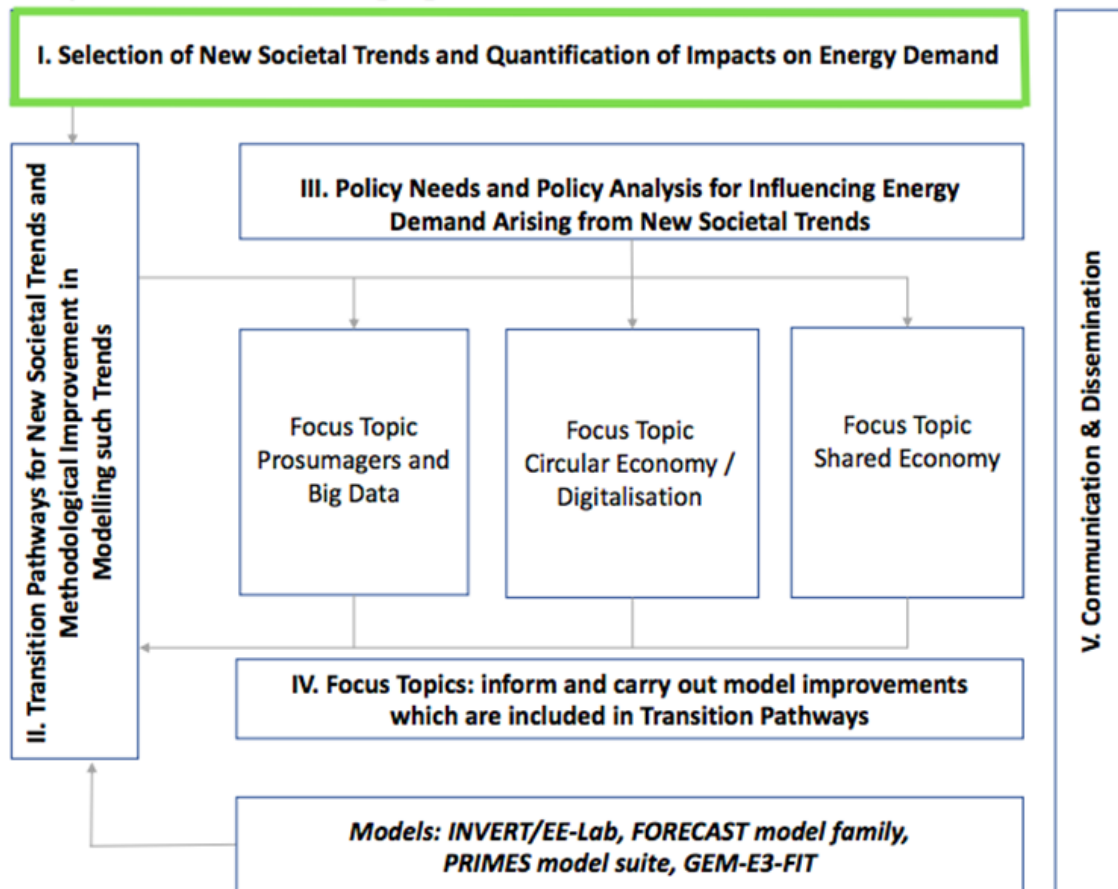 I. Selection of New Societal Trends and Quantification of Impacts on Energy Demand
II. Transition Pathways for New Societal Trends and
Methodological Improvement in
Modelling such Trends
III. Policy Needs and Policy Analysis for Influencing Energy
Demand Arising from New Societal Trends
Focus Topic
Prosumagers and
Big Data
Focus Topic
Circular Economy /
Digitalisation
Focus Topic
Shared Economy
IV. Focus Topics: inform and carry out model improvements
which are included in Transition Pathways
Models: INVERT/EE-Lab, FORECAST model family,
PRIMES model suite, GEM-E3-FIT
V. Communication & Dissemination